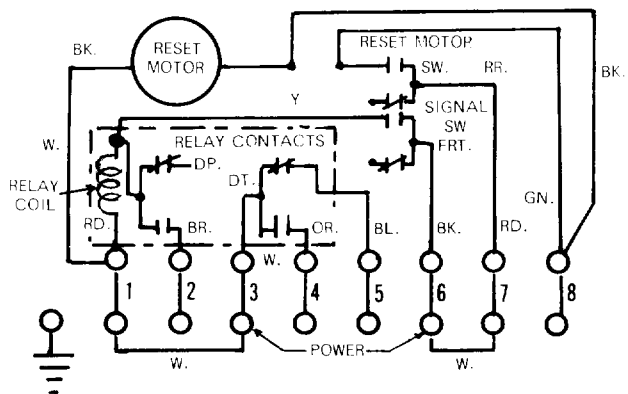 RESET
MOTOR
BK.
RESET MOTOR
SW.
RR.
BK.
Y
SIGNAL
SW
FRT.
W.
RELAY CONTACTS
DP.
DT.
RELAY
COIL
RD.
BR.
OR.
BL.
BK.
RD.
GN.
W.
1
2
3
4
5
6
7
8
POWER
W.
W.